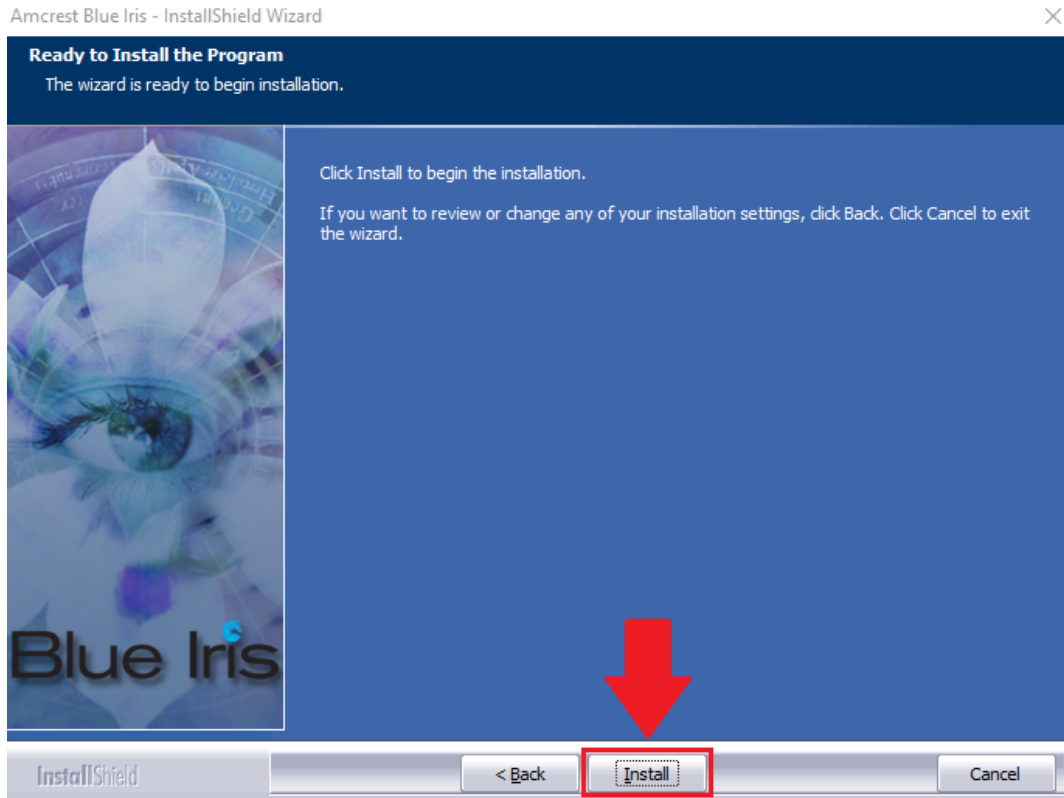 Amcrest Blue Iris - InstallShield Wizard
Ready to Install the Program
The wizard is ready to begin installation.
Click Install to begin the installation.
If you want to review or change any of your installation settings, click Back. Click Cancel to exit
the wizard.
Blue Iris
InstallShield
< Back
Install
Cancel